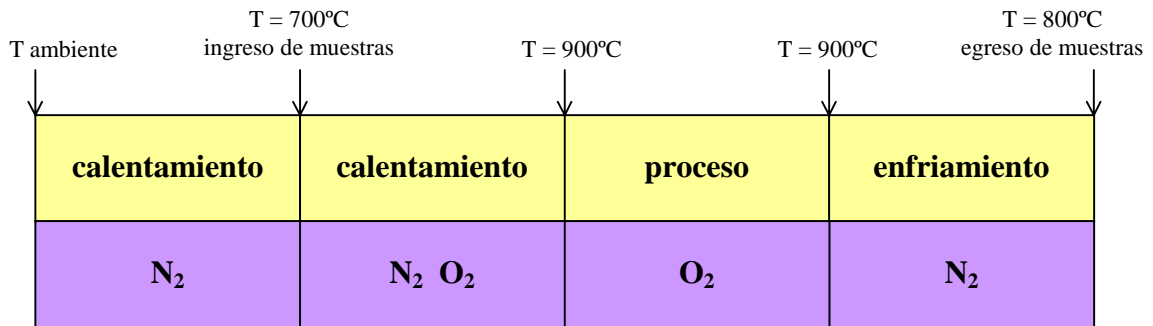 T = 700ºC
T = 800ºC
T ambiente
ingreso de muestras
T = 900ºC
T = 900ºC
egreso de muestras
calentamiento
calentamiento
proceso
enfriamiento
N₂
N₂ O₂
O₂
N₂